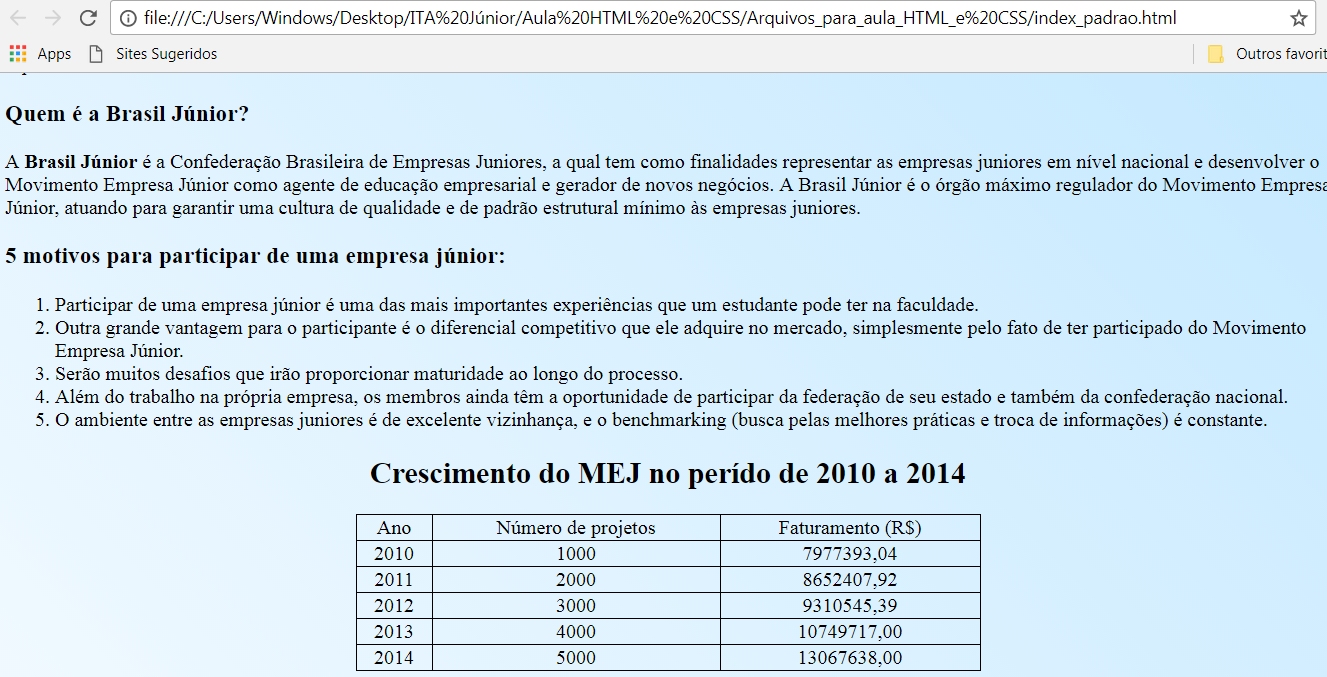 file:///C:/Users/Windows/Desktop/ITA%20Júnior/Aula%20HTML%20e%20CSS/Arquivos_para_aula_HTML_e%20CSS/index_padrao.html
Apps Sites Sugeridos Outros favorit
Quem é a Brasil Júnior?
A Brasil Júnior é a Confederação Brasileira de Empresas Juniores, a qual tem como finalidades representar as empresas juniores em nível nacional e desenvolver o
Movimento Empresa Júnior como agente de educação empresarial e gerador de novos negócios. A Brasil Júnior é o órgão máximo regulador do Movimento Empresa
Júnior, atuando para garantir uma cultura de qualidade e de padrão estrutural mínimo às empresas juniores.
5 motivos para participar de uma empresa júnior:
1. Participar de uma empresa júnior é uma das mais importantes experiências que um estudante pode ter na faculdade.
2. Outra grande vantagem para o participante é o diferencial competitivo que ele adquire no mercado, simplesmente pelo fato de ter participado do Movimento
Empresa Júnior.
3. Serão muitos desafios que irão proporcionar maturidade ao longo do processo.
4. Além do trabalho na própria empresa, os membros ainda têm a oportunidade de participar da federação de seu estado e também da confederação nacional.
5. O ambiente entre as empresas juniores é de excelente vizinhança, e o benchmarking (busca pelas melhores práticas e troca de informações) é constante.
Crescimento do MEJ no perído de 2010 a 2014
Ano Número de projetos Faturamento (R$)
2010 1000 7977393,04
2011 2000 8652407,92
2012 3000 9310545,39
2013 4000 10749717,00
2014 5000 13067638,00